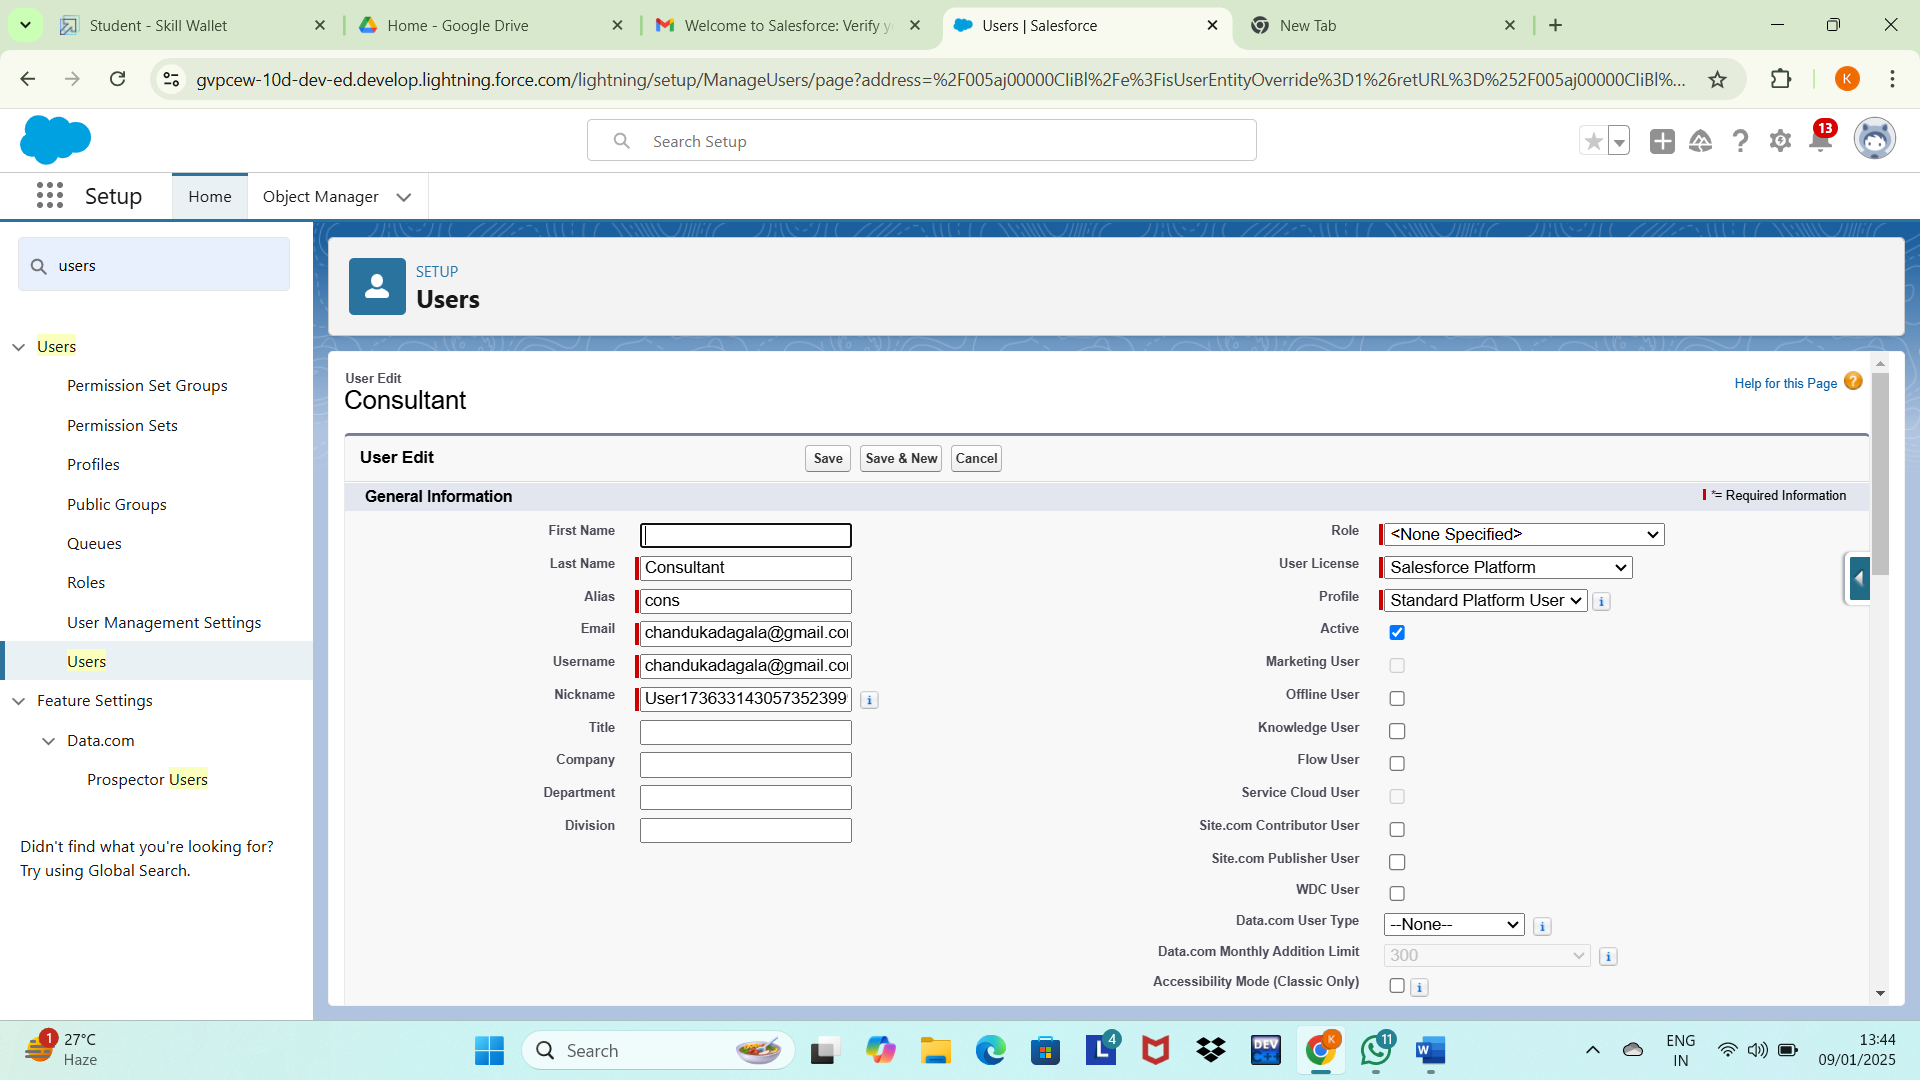 Student - Skill Wallet
Home - Google Drive
Welcome to Salesforce: Verify y
Users | Salesforce
New Tab
gvpcew-10d-dev-ed.develop.lightning.force.com/lightning/setup/ManageUsers/page?address=%2F005aj00000CIiBl%2Fe%3FisUserEntityOverride%3D1%26retURL%3D%252F005aj00000CIiBl%...
K
Search Setup
13
Setup
Home
Object Manager
users
Users
Permission Set Groups
Permission Sets
Profiles
Public Groups
Queues
Roles
User Management Settings
Users
Feature Settings
Data.com
Prospector Users
Didn't find what you're looking for?
Try using Global Search.
SETUP
Users
User Edit
Consultant
Help for this Page
User Edit
Save
Save & New
Cancel
General Information
*= Required Information
First Name
Last Name Consultant
Alias cons
Email chandukadagala@gmail.co
Username chandukadagala@gmail.co
Nickname User173633143057352399
Title
Company
Department
Division
Role <None Specified>
User License Salesforce Platform
Profile Standard Platform User
Active
Marketing User
Offline User
Knowledge User
Flow User
Service Cloud User
Site.com Contributor User
Site.com Publisher User
WDC User
Data.com User Type --None--
Data.com Monthly Addition Limit 300
Accessibility Mode (Classic Only)
1
27°C
Haze
Search
4
L
DEV
C++
K
11
W
ENG
IN
13:44
09/01/2025